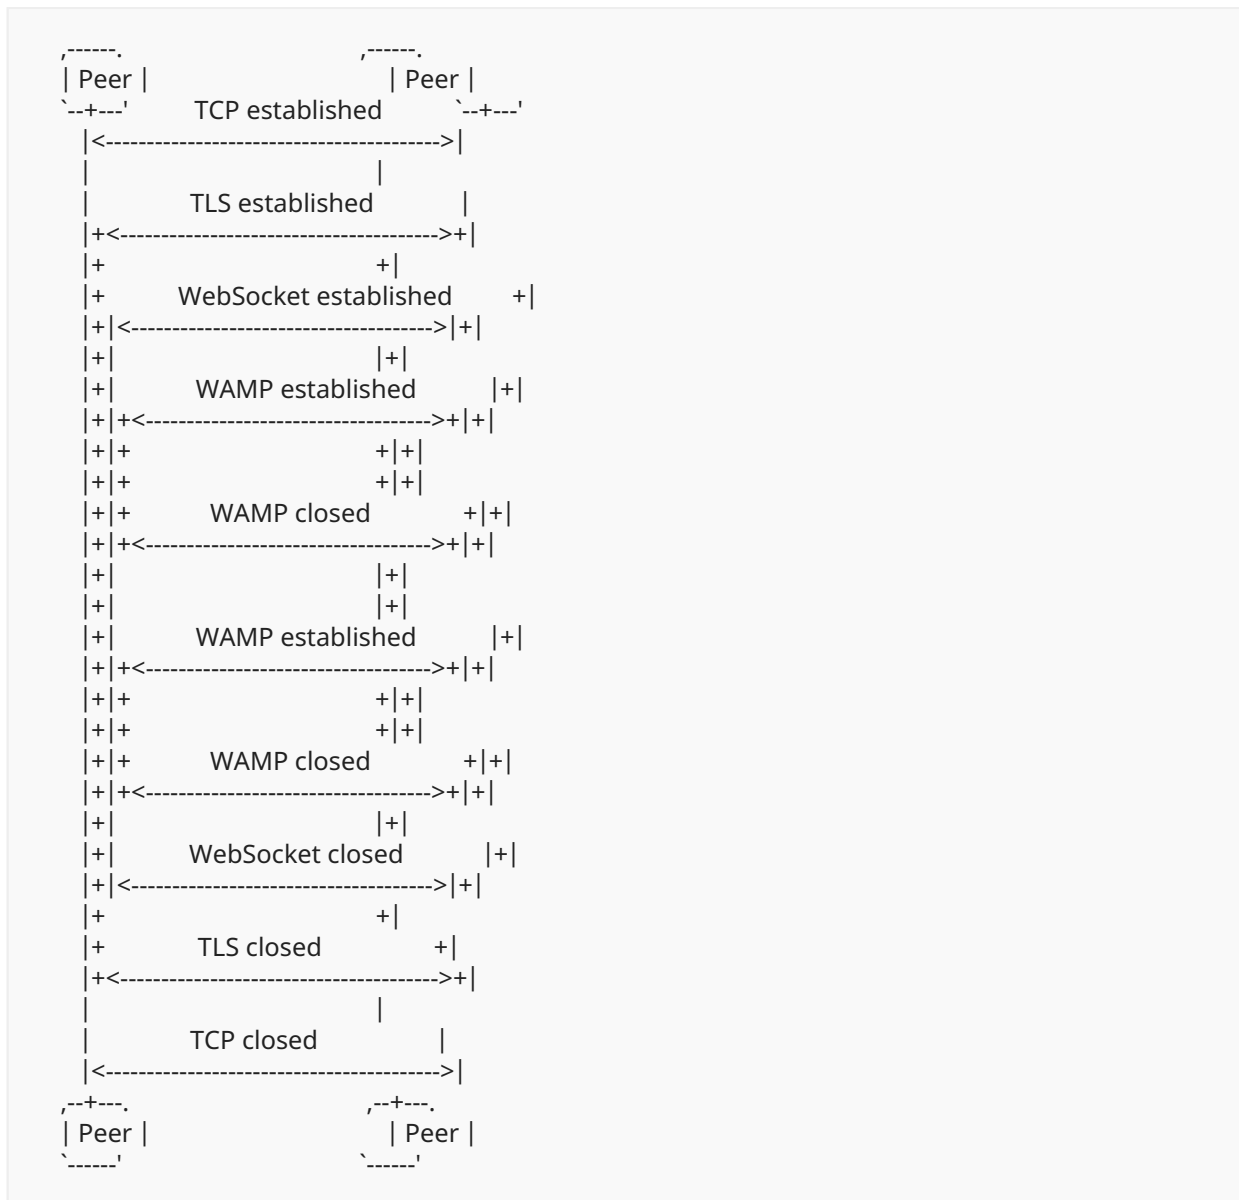 ,------.                                    ,------.
| Peer |                                    | Peer |
`--+---'          TCP established           `--+---'
|<----------------------------------------->|
|                                           |
|               TLS established             |
|+<--------------------------------------->+|
|+                                         +|
|+           WebSocket established         +|
|+|<------------------------------------->|+|
|+|                                       |+|
|+|            WAMP established           |+|
|+|+<----------------------------------->+|+|
|+|+                                     +|+|
|+|+                                     +|+|
|+|+             WAMP closed             +|+|
|+|+<----------------------------------->+|+|
|+|                                       |+|
|+|                                       |+|
|+|            WAMP established           |+|
|+|+<----------------------------------->+|+|
|+|+                                     +|+|
|+|+                                     +|+|
|+|+             WAMP closed             +|+|
|+|+<----------------------------------->+|+|
|+|                                       |+|
|+|           WebSocket closed            |+|
|+|<------------------------------------->|+|
|+                                         +|
|+              TLS closed                 +|
|+<--------------------------------------->+|
|                                           |
|               TCP closed                  |
|<----------------------------------------->|
,--+---.                                    ,--+---.
| Peer |                                    | Peer |
`------'                                    `------'